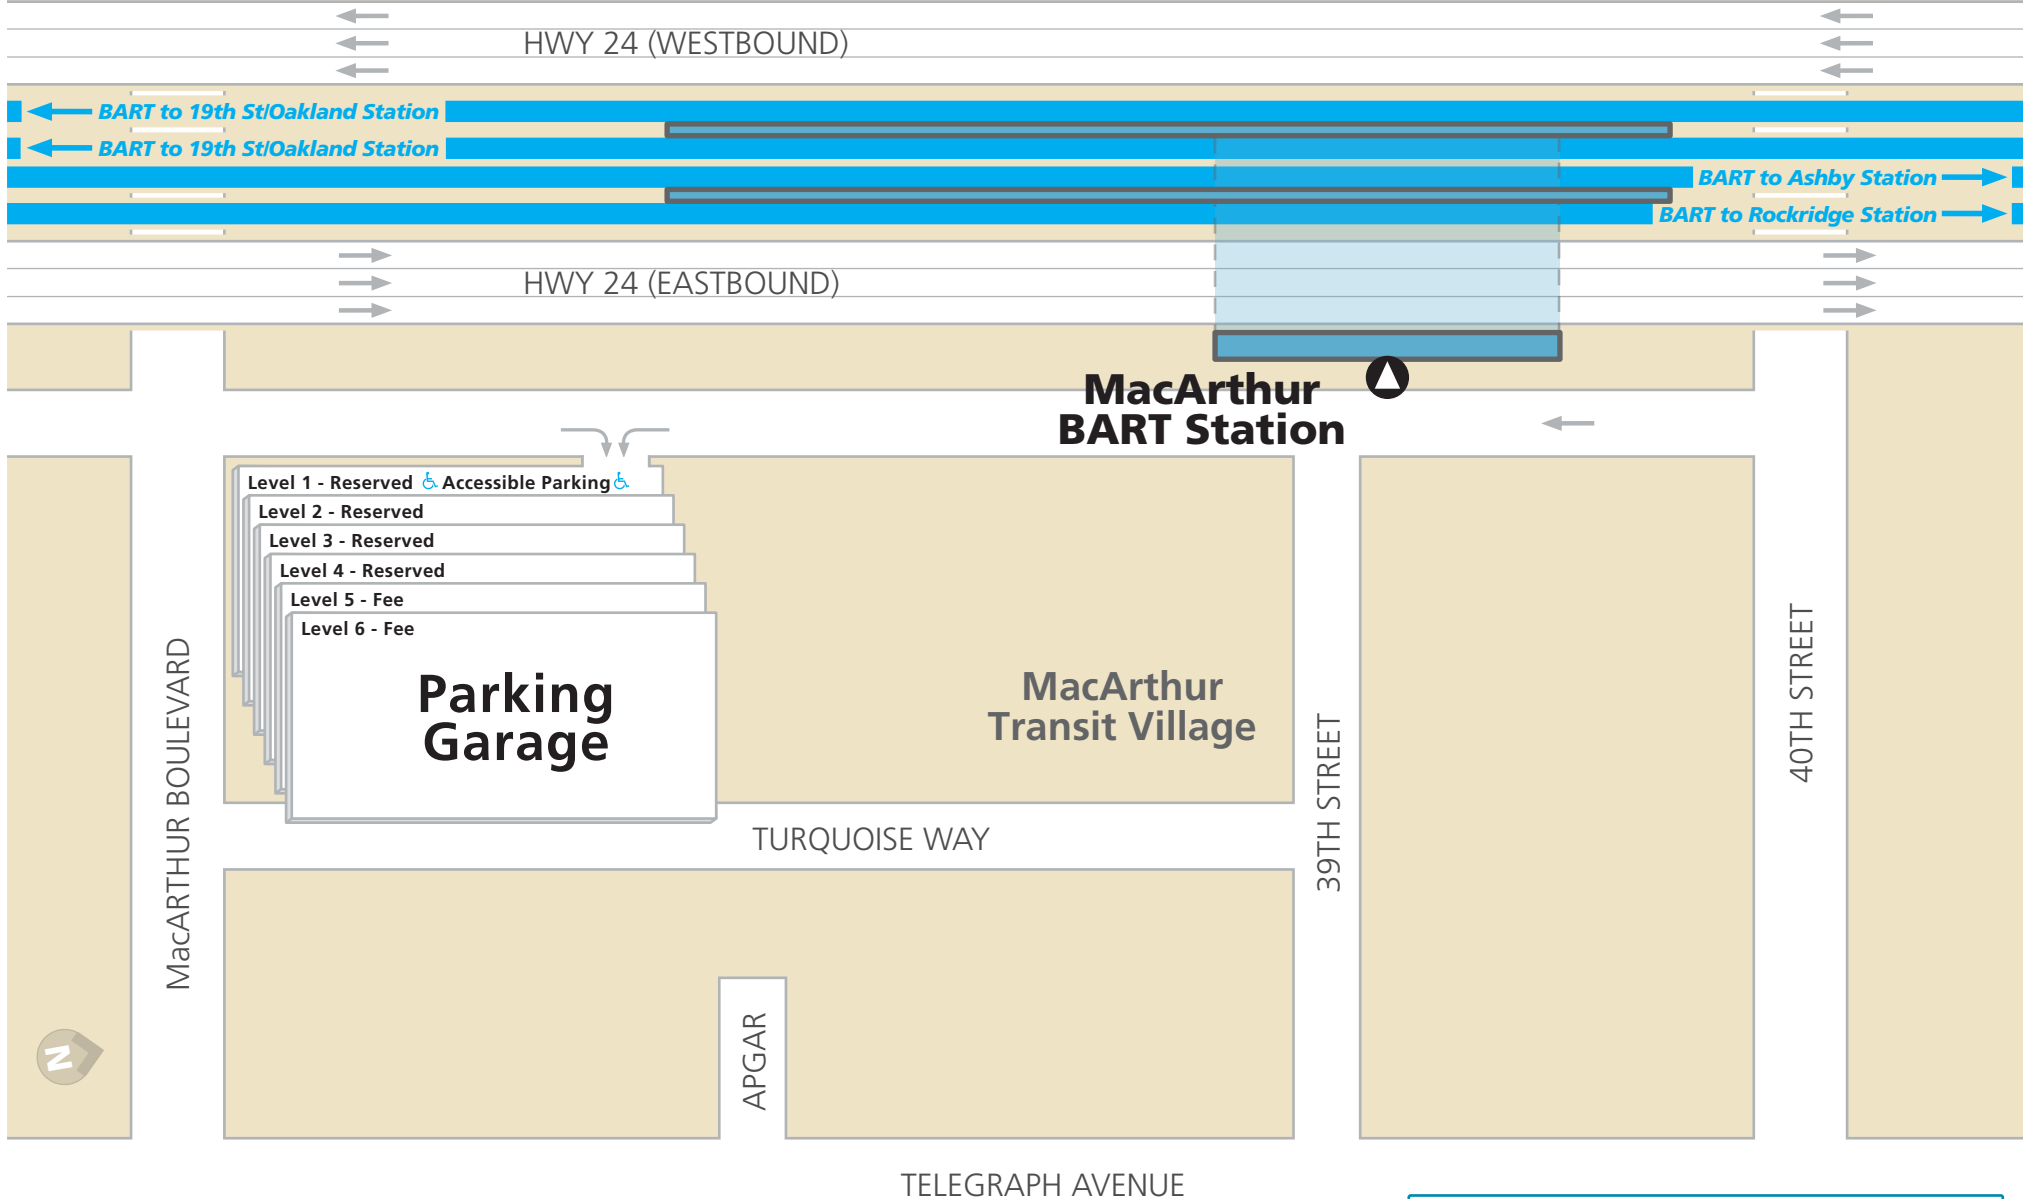 HWY 24 (WESTBOUND)
BART to 19th St/Oakland Station
BART to 19th St/Oakland Station
BART to Ashby Station
BART to Rockridge Station
HWY 24 (EASTBOUND)
MacArthur
BART Station
Level 1 - Reserved Accessible Parking
Level 2 - Reserved
Level 3 - Reserved
Level 4 - Reserved
Level 5 - Fee
Level 6 - Fee
Parking
Garage
MacArthur
Transit Village
MacARTHUR BOULEVARD
TURQUOISE WAY
39TH STREET
40TH STREET
APGAR
N
TELEGRAPH AVENUE